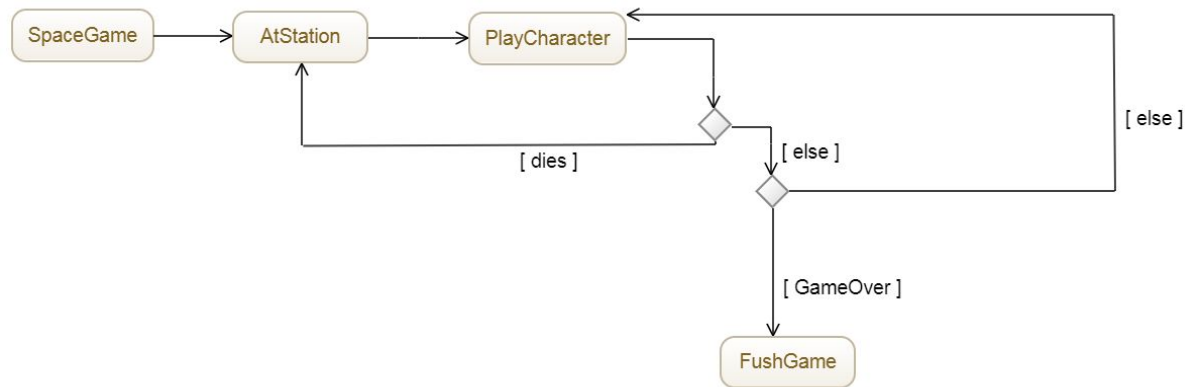 SpaceGame
AtStation
PlayCharacter
[ else ]
[ dies ]
[ else ]
[ GameOver ]
FushGame